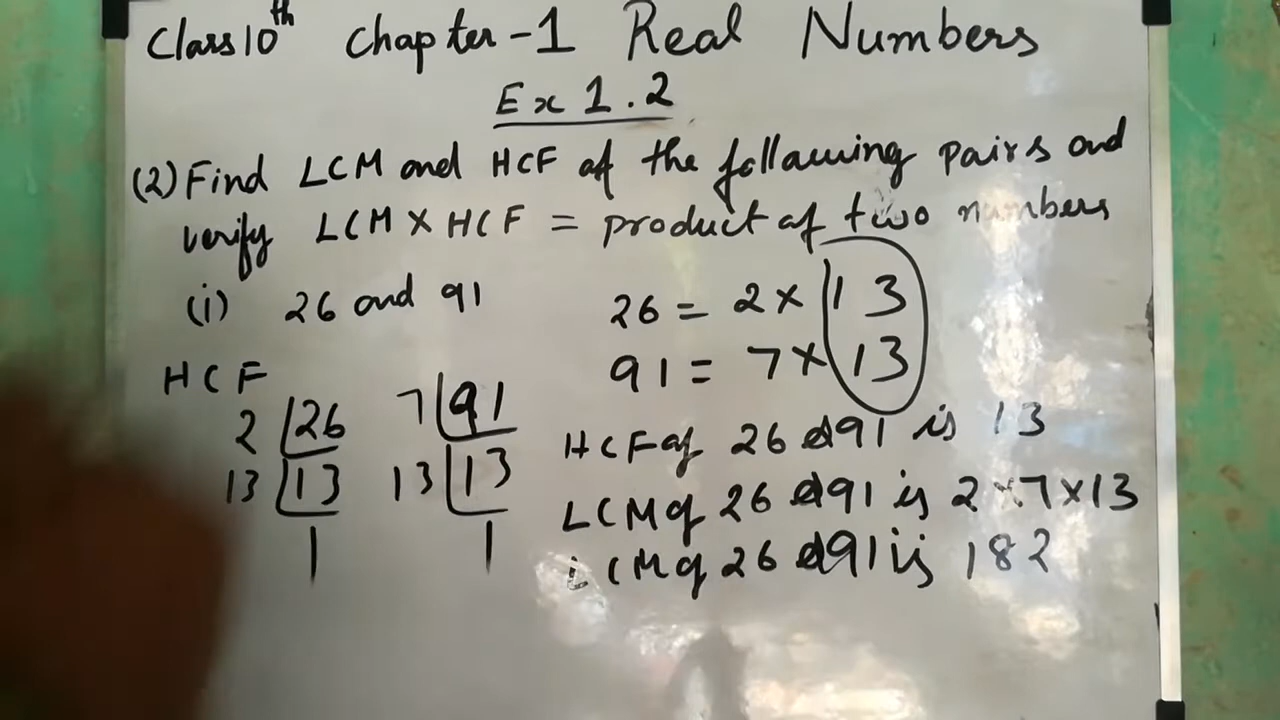 Class 10th Chapter-1 Real Numbers
Ex 1.2
(2) Find LCM and HCF of the following pairs and
verify LCM X HCF = product of two numbers
(i) 26 and 91
26 = 2 × 13
91 = 7 × 13
HCF
2 26
13 13
1
7 91
13 13
1
HCF of 26 & 91 is 13
LCM of 26 & 91 is 2 × 7 × 13
LCM of 26 & 91 is 182